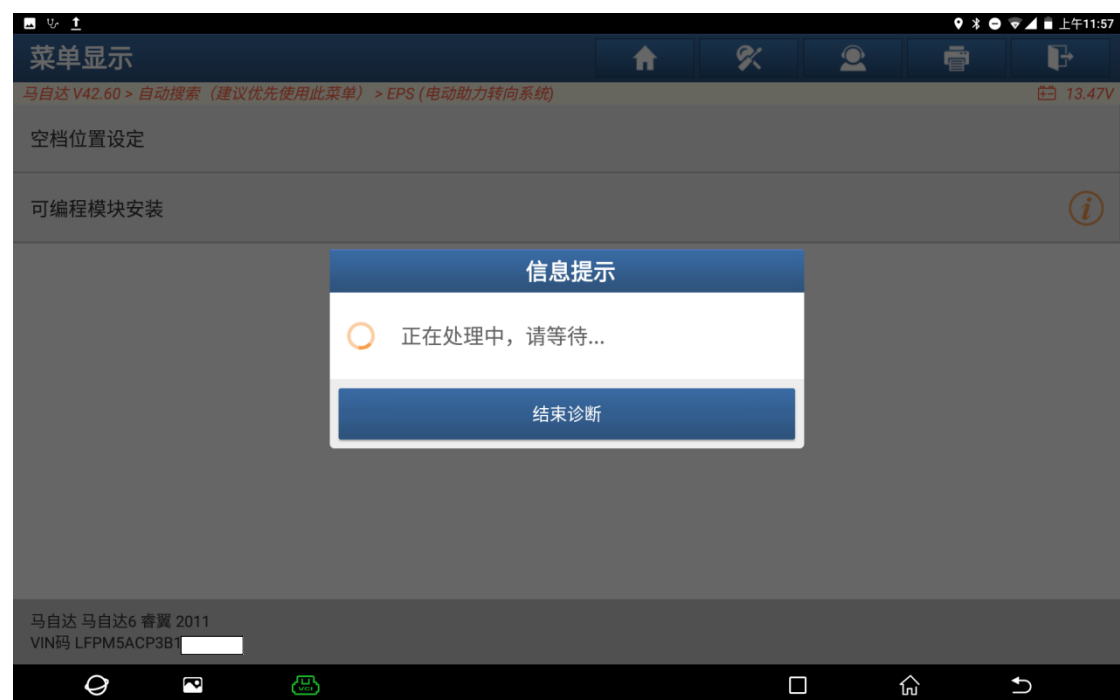 上午11:57
菜单显示
马自达 V42.60 > 自动搜索（建议优先使用此菜单） > EPS (电动助力转向系统)
13.47V
空档位置设定
可编程模块安装
信息提示
正在处理中，请等待...
结束诊断
马自达 马自达6 睿翼 2011
VIN码 LFPM5ACP3B1
VCI